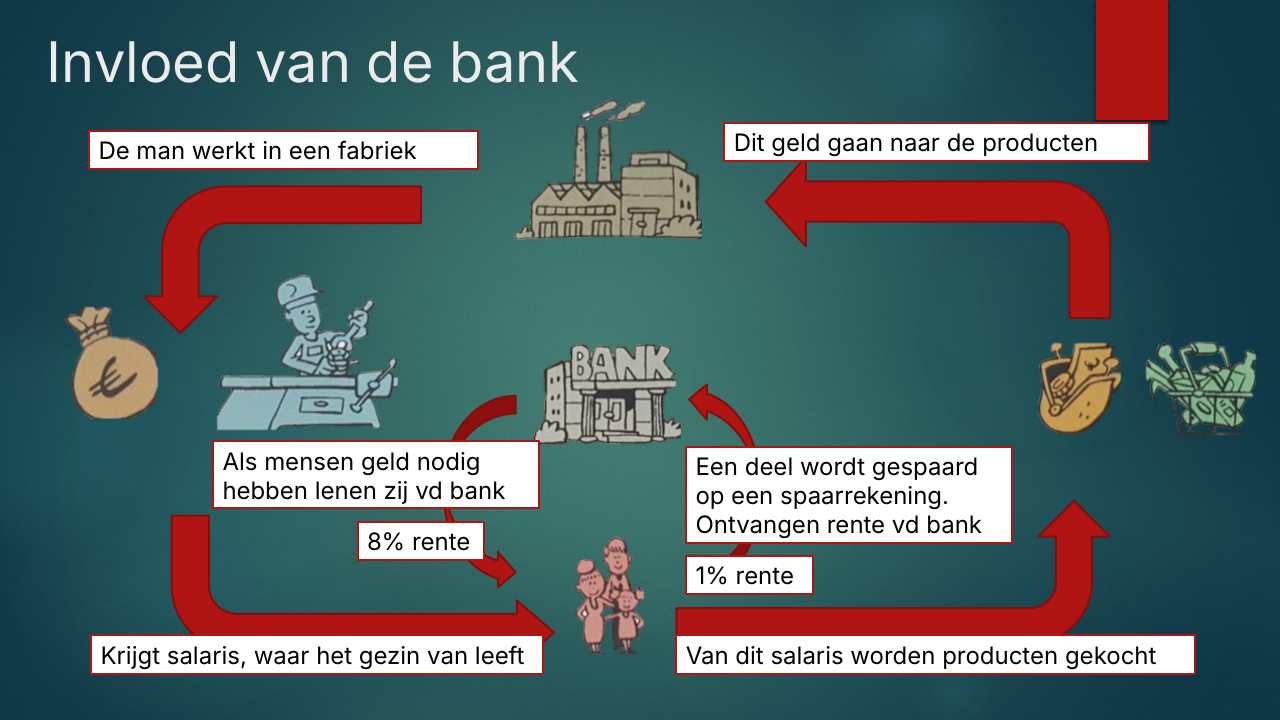 Invloed van de bank
De man werkt in een fabriek
Dit geld gaan naar de producten
€
BANK
Als mensen geld nodig
hebben lenen zij vd bank
Een deel wordt gespaard
op een spaarrekening.
Ontvangen rente vd bank
8% rente
1% rente
Krijgt salaris, waar het gezin van leeft
Van dit salaris worden producten gekocht